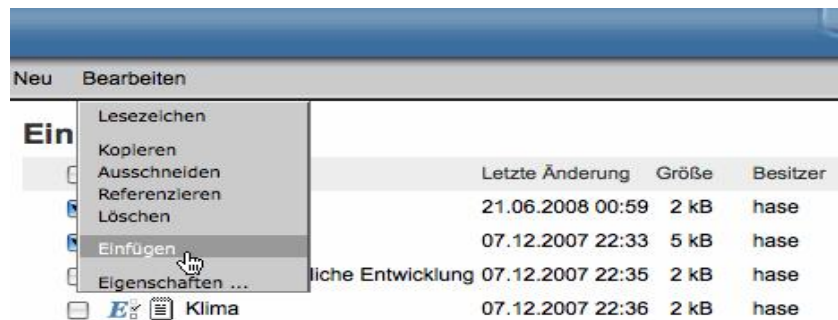 Neu Bearbeiten
Lesezeichen
Ein
Kopieren
Ausschneiden Letzte Änderung Größe Besitzer
Referenzieren
Löschen 21.06.2008 00:59 2 kB hase
Einfügen 07.12.2007 22:33 5 kB hase
Eigenschaften ... liche Entwicklung 07.12.2007 22:35 2 kB hase
E Klima 07.12.2007 22:36 2 kB hase